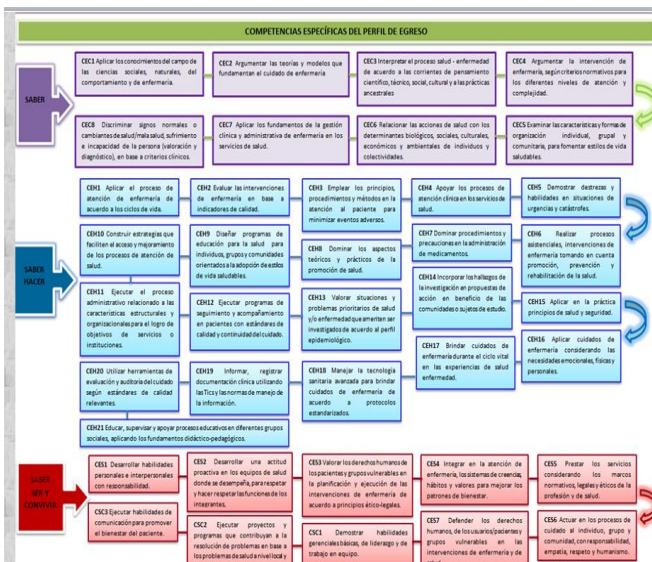 COMPETENCIAS ESPECÍFICAS DEL PERFIL DE EGRESO
SABER
CEC1 Aplicar los conocimientos del campo de
las ciencias sociales, naturales, del
comportamiento y de enfermería.
CEC2 Argumentar las teorías y modelos que
fundamentan el cuidado de enfermería
CEC3 Interpretar el proceso salud - enfermedad
de acuerdo a las corrientes de pensamiento
científico, técnico, social, cultural y a las prácticas
ancestrales
CEC4 Argumentar la intervención de
enfermería, según criterios normativos para
los diferentes niveles de atención y
complejidad.
CEC8 Discriminar signos normales o
cambiantes de salud/mala salud, sufrimiento
e incapacidad de la persona (valoración y
diagnóstico), en base a criterios clínicos.
CEC7 Aplicar los fundamentos de la gestión
clínica y administrativa de enfermería en los
servicios de salud.
CEC6 Relacionar las acciones de salud con los
determinantes biológicos, sociales, culturales,
económicos y ambientales de individuos y
colectividades.
CEC5 Examinar las características y formas de
organización individual, grupal y
comunitaria, para fomentar estilos de vida
saludables.
SABER
HACER
CEH1 Aplicar el proceso de
atención de enfermería de
acuerdo a los ciclos de vida.
CEH2 Evaluar las intervenciones
de enfermería en base a
indicadores de calidad.
CEH3 Emplear los principios,
procedimientos y métodos en la
atención al paciente para
minimizar eventos adversos.
CEH4 Apoyar los procesos de
atención clínica en los servicios de
salud.
CEH5 Demostrar destrezas y
habilidades en situaciones de
urgencias y catástrofes.
CEH10 Construir estrategias que
faciliten el acceso y mejoramiento
de los procesos de atención de
salud.
CEH9 Diseñar programas de
educación para la salud para
individuos, grupos y comunidades
orientados a la adopción de estilos
de vida saludables.
CEH8 Dominar los aspectos
teóricos y prácticos de la
promoción de salud.
CEH7 Dominar procedimientos y
precauciones en la administración
de medicamentos.
CEH6 Realizar procesos
asistenciales, intervenciones de
enfermería tomando en cuenta
promoción, prevención y
rehabilitación de la salud.
CEH11 Ejecutar el proceso
administrativo relacionado a las
características estructurales y
organizacionales para el logro de
objetivos de servicios o
instituciones.
CEH12 Ejecutar programas de
seguimiento y acompañamiento
en pacientes con estándares de
calidad y continuidad del cuidado.
CEH13 Valorar situaciones y
problemas prioritarios de salud
y/o enfermedad que ameriten ser
investigados de acuerdo al perfil
epidemiológico.
CEH14 Incorporar los hallazgos de
la investigación en propuestas de
acción en beneficio de las
comunidades o sujetos de estudio.
CEH15 Aplicar en la práctica
principios de salud y seguridad.
CEH20 Utilizar herramientas de
evaluación y auditoría del cuidado
según estándares de calidad
relevantes.
CEH19 Informar, registrar
documentación clínica utilizando
las Tics y las normas de manejo de
la información.
CEH18 Manejar la tecnología
sanitaria avanzada para brindar
cuidados de enfermería de
acuerdo a protocolos
estandarizados.
CEH17 Brindar cuidados de
enfermería durante el ciclo vital
en las experiencias de salud
enfermedad.
CEH16 Aplicar cuidados de
enfermería considerando las
necesidades emocionales, físicas y
personales.
CEH21 Educar, supervisar y apoyar procesos educativos en diferentes grupos
sociales, aplicando los fundamentos didáctico-pedagógicos.
SABER
SER Y
CONVIVIR
CES1 Desarrollar habilidades
personales e interpersonales
con responsabilidad.
CES2 Desarrollar una actitud
proactiva en los equipos de salud
donde se desempeña, para respetar
y hacer respetar las funciones de los
integrantes,
CES3 Valorar los derechos humanos de
los pacientes y grupos vulnerables en
la planificación y ejecución de las
intervenciones de enfermería de
acuerdo a principios ético-legales.
CES4 Integrar en la atención de
enfermería, los sistemas de creencias,
hábitos y valores para mejorar los
patrones de bienestar.
CES5 Prestar los servicios
considerando los marcos
normativos, legales y éticos de la
profesión y de salud.
CSC3 Ejecutar habilidades de
comunicación para promover
el bienestar del paciente.
CSC2 Ejecutar proyectos y
programas que contribuyan a la
resolución de problemas en base a
los problemas de salud a nivel local y
CSC1 Demostrar habilidades
gerenciales básicas, de liderazgo y de
trabajo en equipo.
CES7 Defender los derechos
humanos, de los usuarios/pacientes y
grupos vulnerables en las
intervenciones de enfermería y de
CES6 Actuar en los procesos de
cuidado al individuo, grupo y
comunidad, con responsabilidad,
empatía, respeto y humanismo.